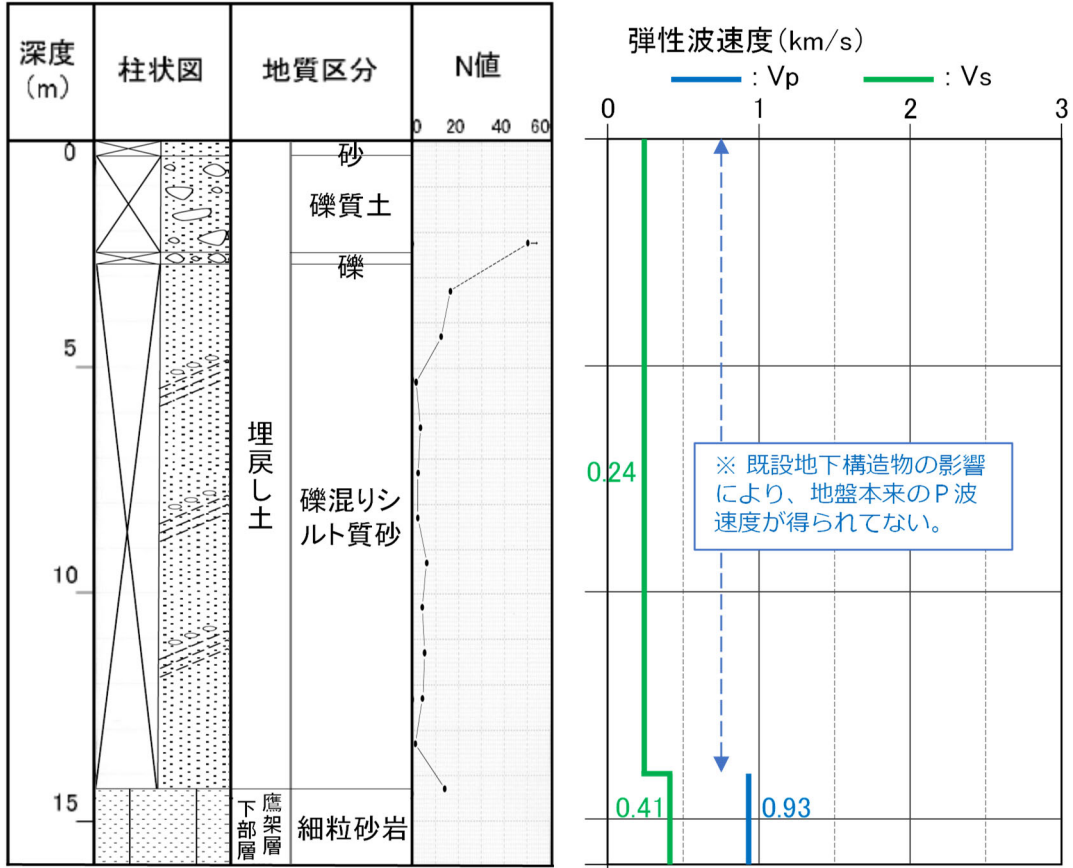 深度
(m)
柱状図
地質区分
N値
0 20 40 60
0
5
10
15
埋戻し土
砂
礫質土
礫
礫混りシ
ルト質砂
鷹架層
下部層
細粒砂岩
弾性波速度(km/s)
: Vp
: Vs
0 1 2 3
0.24
※ 既設地下構造物の影響
により、地盤本来のP波
速度が得られてない。
0.41
0.93